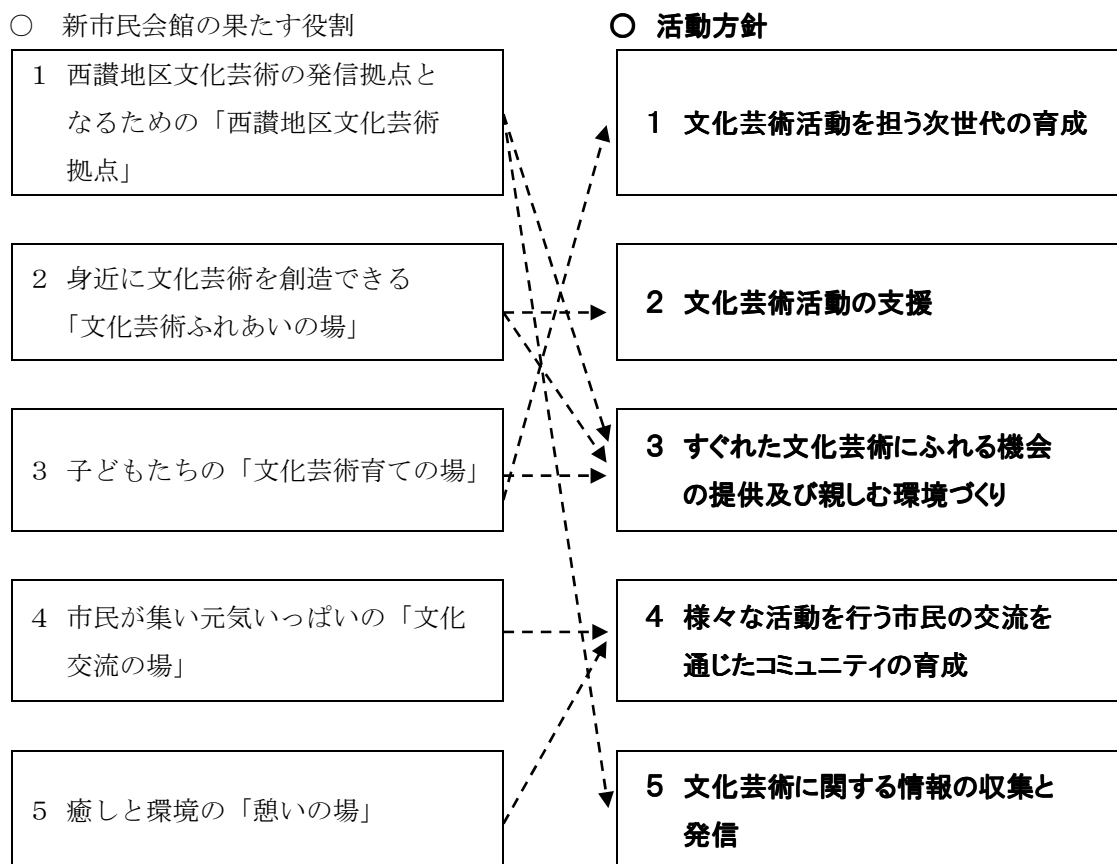 ○ 新市民会館の果たす役割
1 西讃地区文化芸術の発信拠点と
なるための「西讃地区文化芸術
拠点」
2 身近に文化芸術を創造できる
「文化芸術ふれあいの場」
3 子どもたちの「文化芸術育ての場」
4 市民が集い元気いっぱいの「文化
交流の場」
5 癒しと環境の「憩いの場」
○ 活動方針
1 文化芸術活動を担う次世代の育成
2 文化芸術活動の支援
3 すぐれた文化芸術にふれる機会
の提供及び親しむ環境づくり
4 様々な活動を行う市民の交流を
通じたコミュニティの育成
5 文化芸術に関する情報の収集と
発信